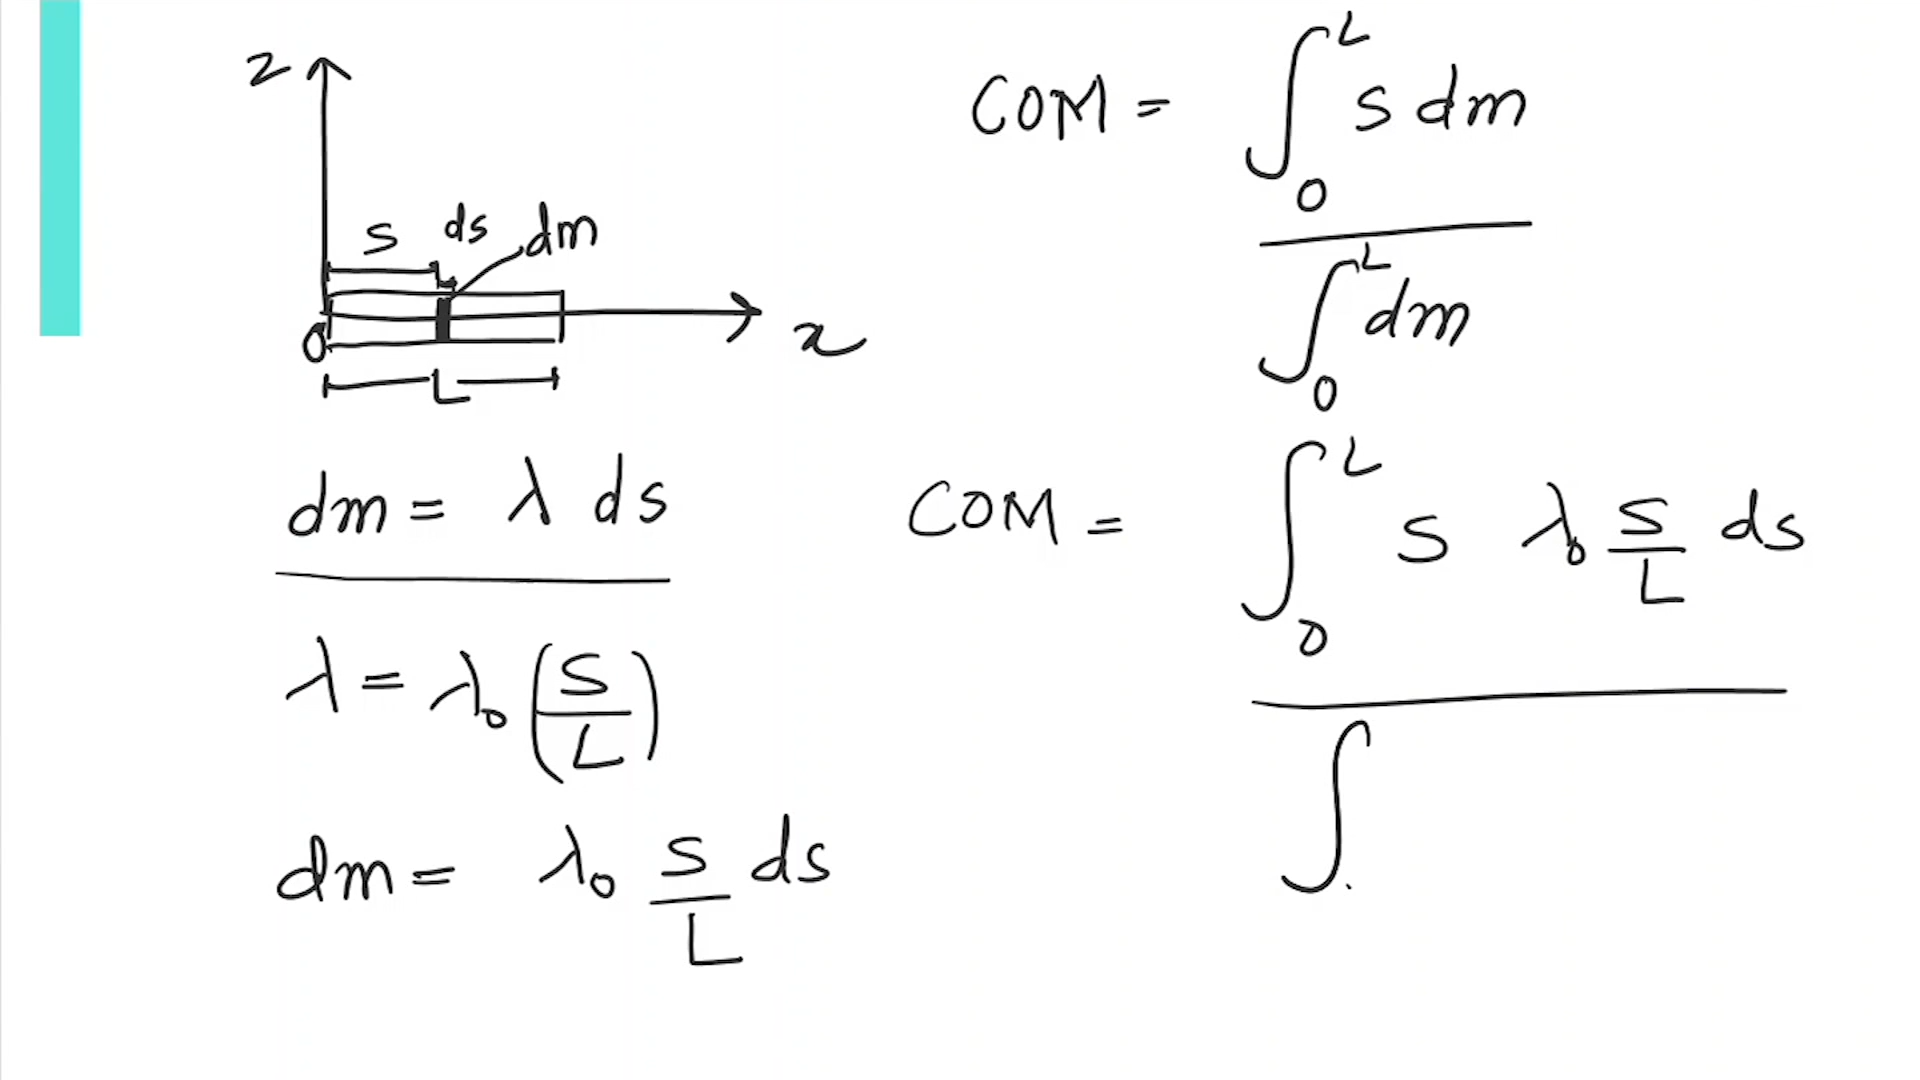 z
s ds dm
0
x
L
dm = λ ds
λ = λ₀ (s/L)
dm = λ₀ s/L ds
COM = ∫₀ᴸ s dm / ∫₀ᴸ dm
COM = ∫₀ᴸ s λ₀ s/L ds / ∫